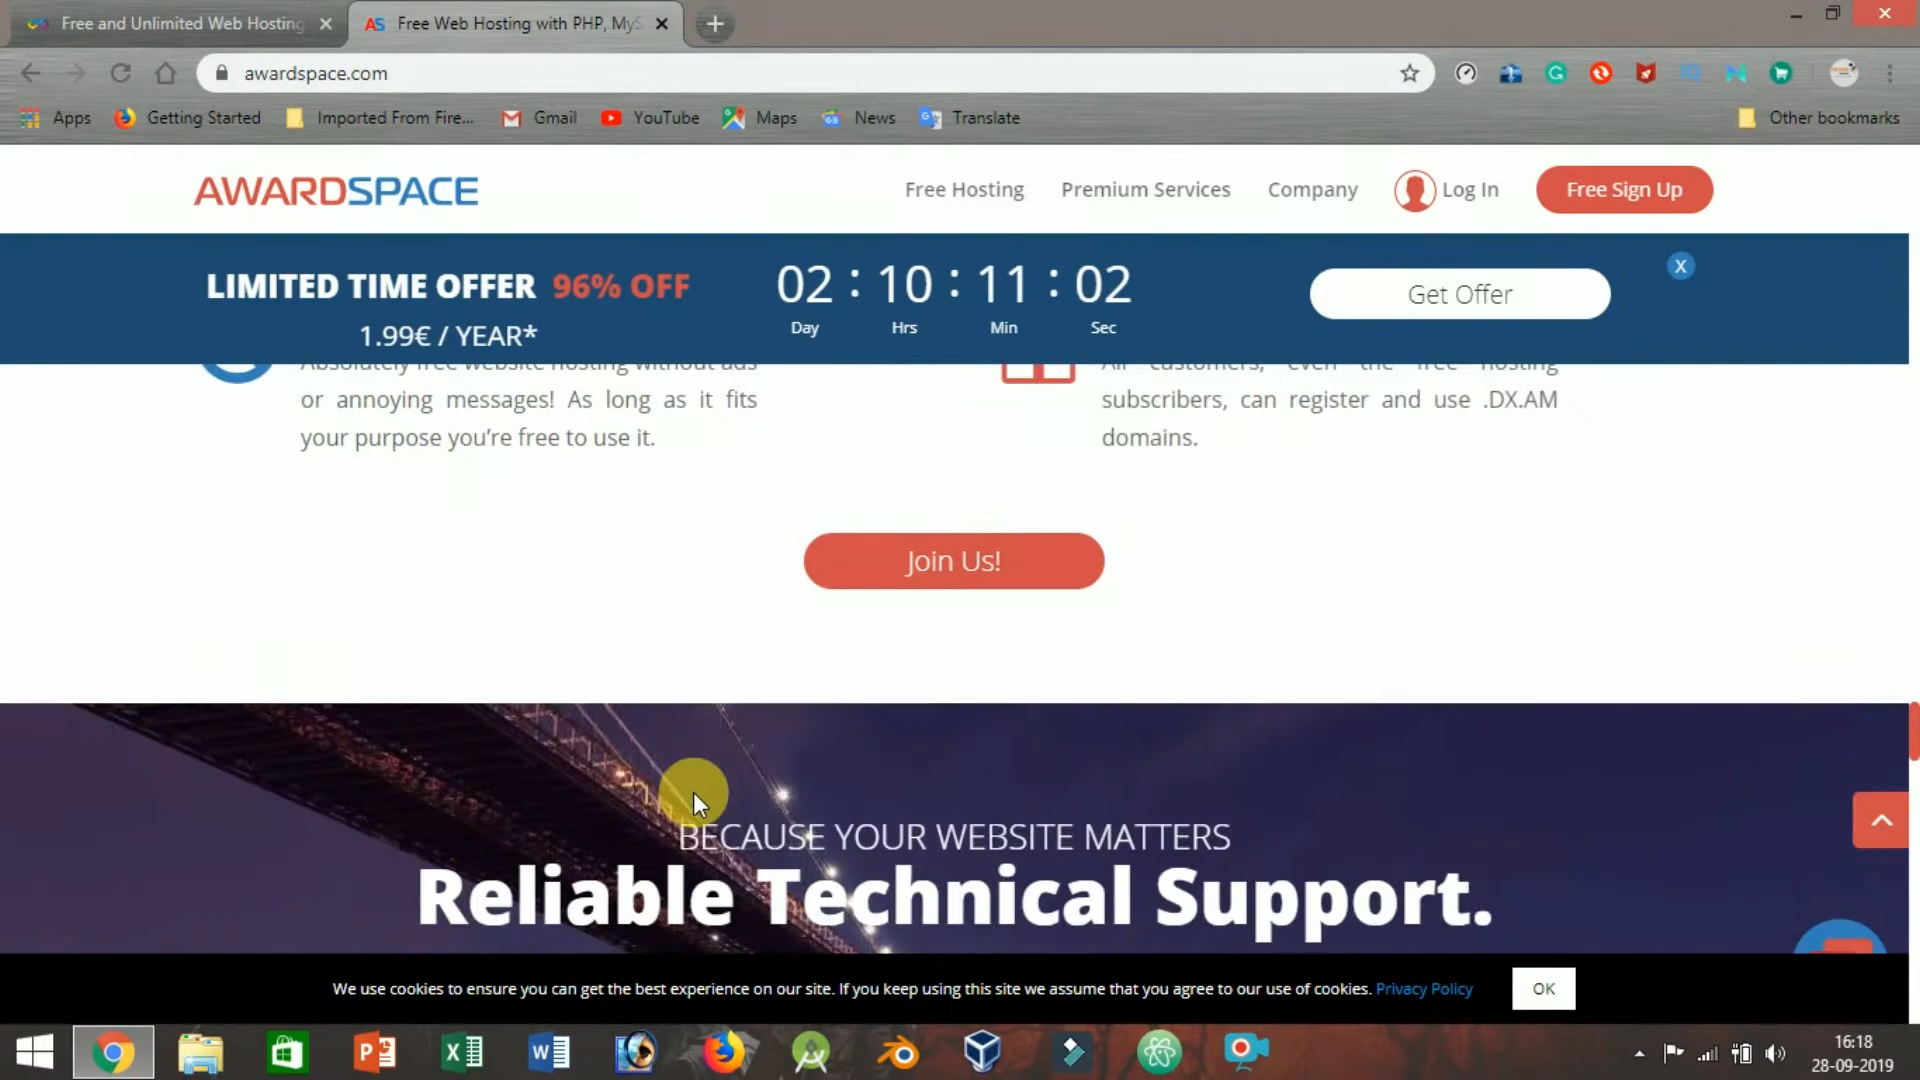 Free and Unlimited Web Hosting
AS Free Web Hosting with PHP, MyS
awardspace.com
Apps Getting Started Imported From Fire... Gmail YouTube Maps News Translate Other bookmarks
AWARDSPACE Free Hosting Premium Services Company Log In Free Sign Up
LIMITED TIME OFFER 96% OFF
1.99€ / YEAR*
02 : 10 : 11 : 02
Day Hrs Min Sec
Get Offer
X
Absolutely free website hosting without ads
or annoying messages! As long as it fits
your purpose you’re free to use it.
All customers, even the free hosting
subscribers, can register and use .DX.AM
domains.
Join Us!
BECAUSE YOUR WEBSITE MATTERS
Reliable Technical Support.
We use cookies to ensure you can get the best experience on our site. If you keep using this site we assume that you agree to our use of cookies. Privacy Policy OK
16:18
28-09-2019